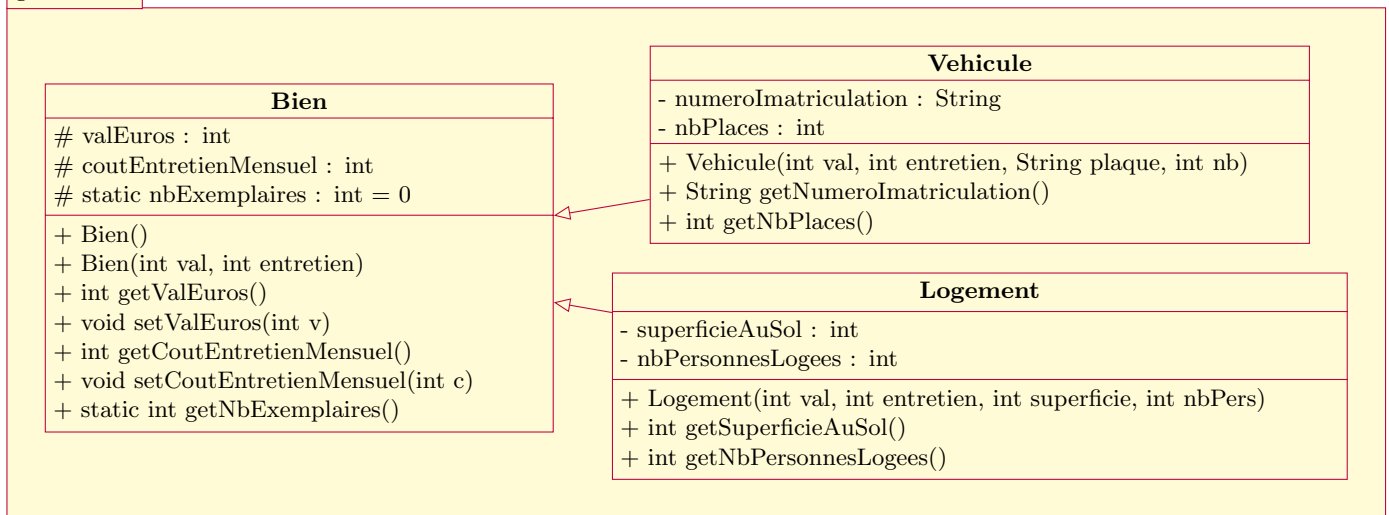 Bien
# valEuros : int
# coutEntretienMensuel : int
# static nbExemplaires : int = 0
+ Bien()
+ Bien(int val, int entretien)
+ int getValEuros()
+ void setValEuros(int v)
+ int getCoutEntretienMensuel()
+ void setCoutEntretienMensuel(int c)
+ static int getNbExemplaires()
Vehicule
- numeroImatriculation : String
- nbPlaces : int
+ Vehicule(int val, int entretien, String plaque, int nb)
+ String getNumeroImatriculation()
+ int getNbPlaces()
Logement
- superficieAuSol : int
- nbPersonnesLogees : int
+ Logement(int val, int entretien, int superficie, int nbPers)
+ int getSuperficieAuSol()
+ int getNbPersonnesLogees()